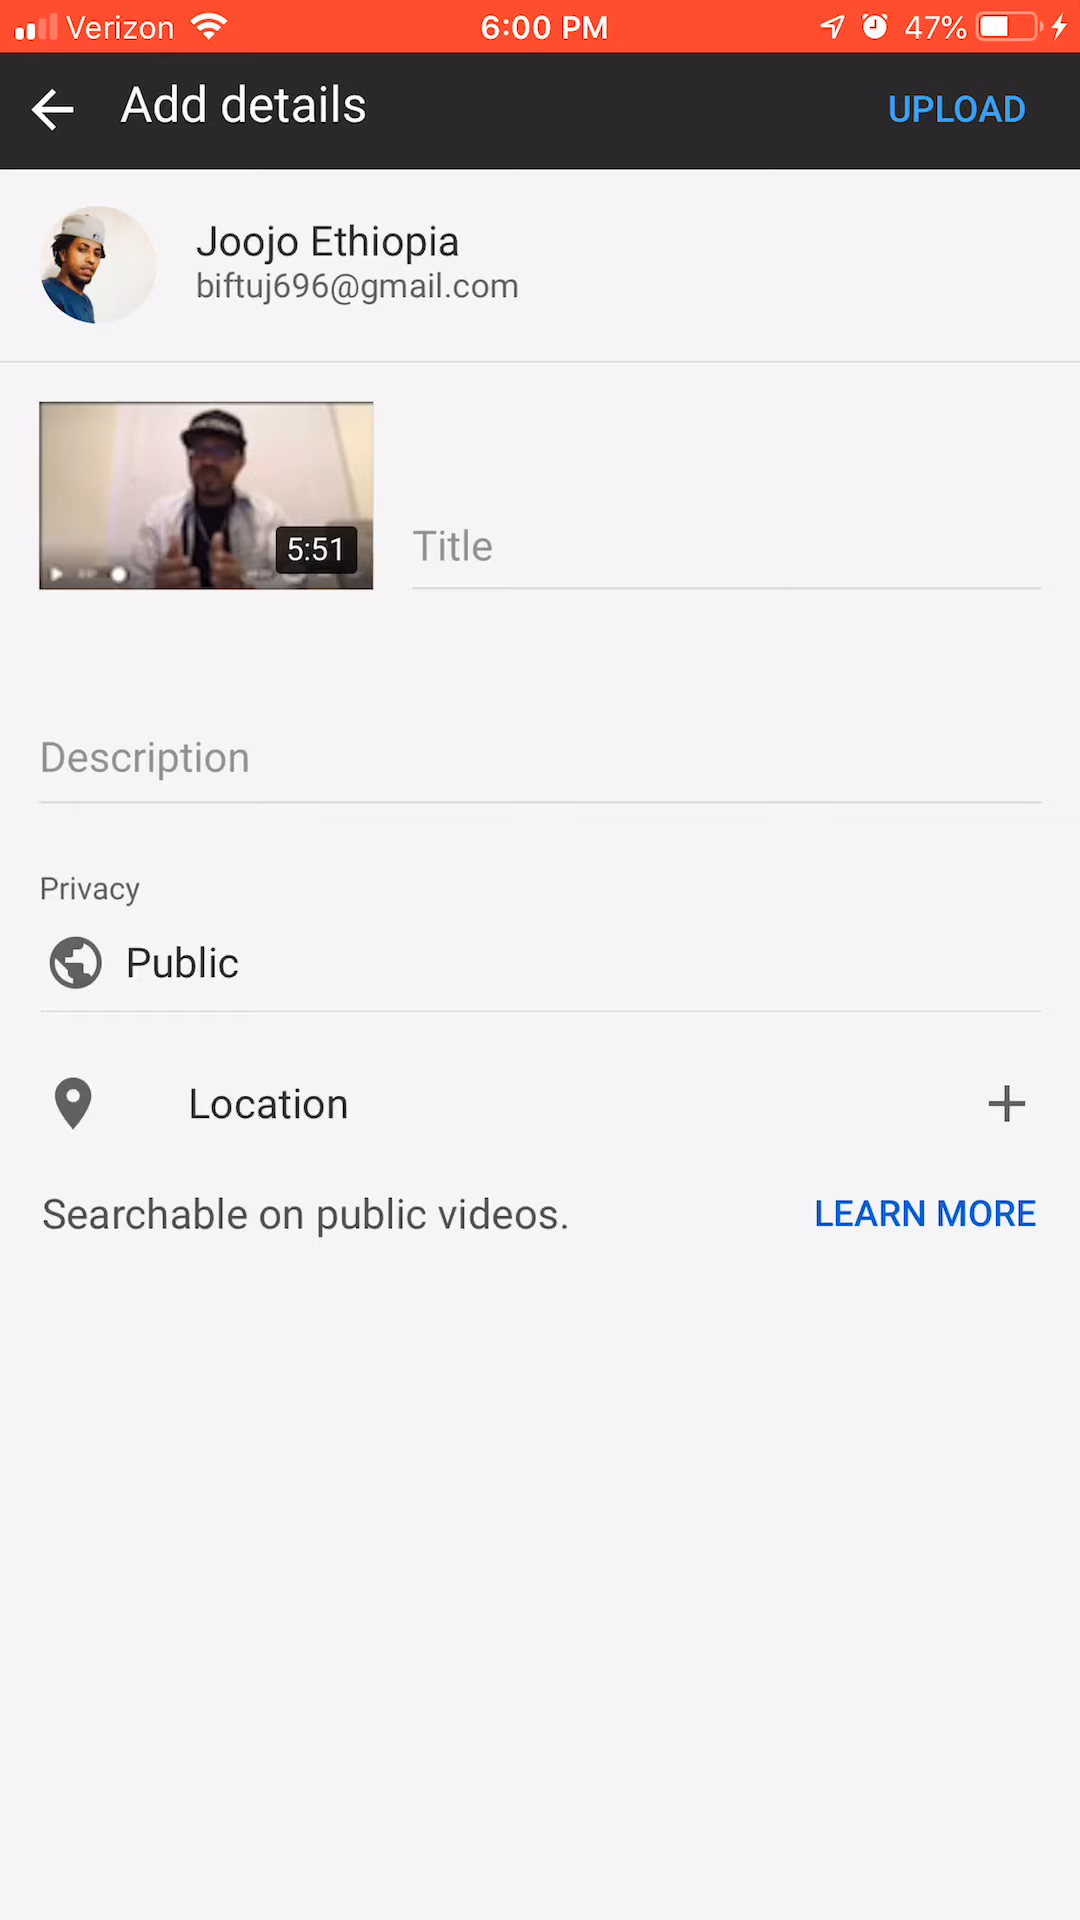 Verizon 6:00 PM 47%
Add details UPLOAD
Joojo Ethiopia
biftuj696@gmail.com
5:51
Title
Description
Privacy
Public
Location
Searchable on public videos. LEARN MORE